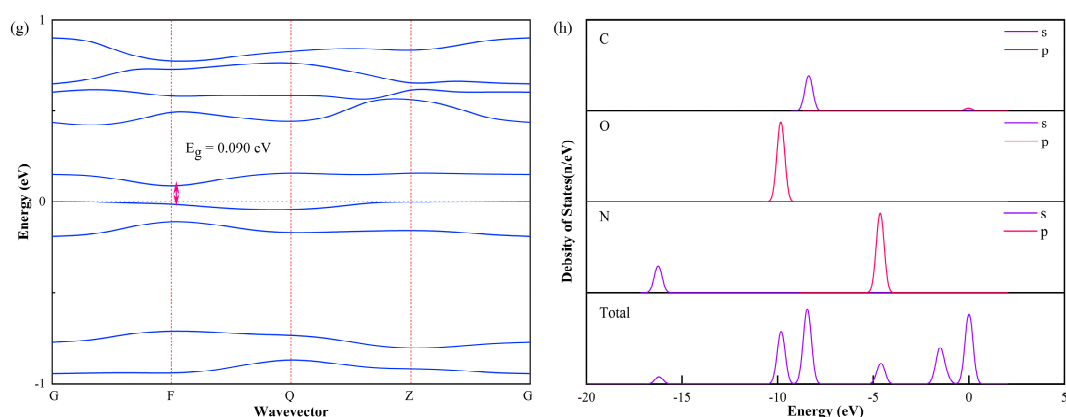 (g)
1
0
-1
Energy (eV)
E_g = 0.090 cV
G F Q Z G
Wavevector
(h)
C
s
p
O
s
p
N
s
p
Total
Debsity of States(n/eV)
-20 -15 -10 -5 0 5
Energy (eV)